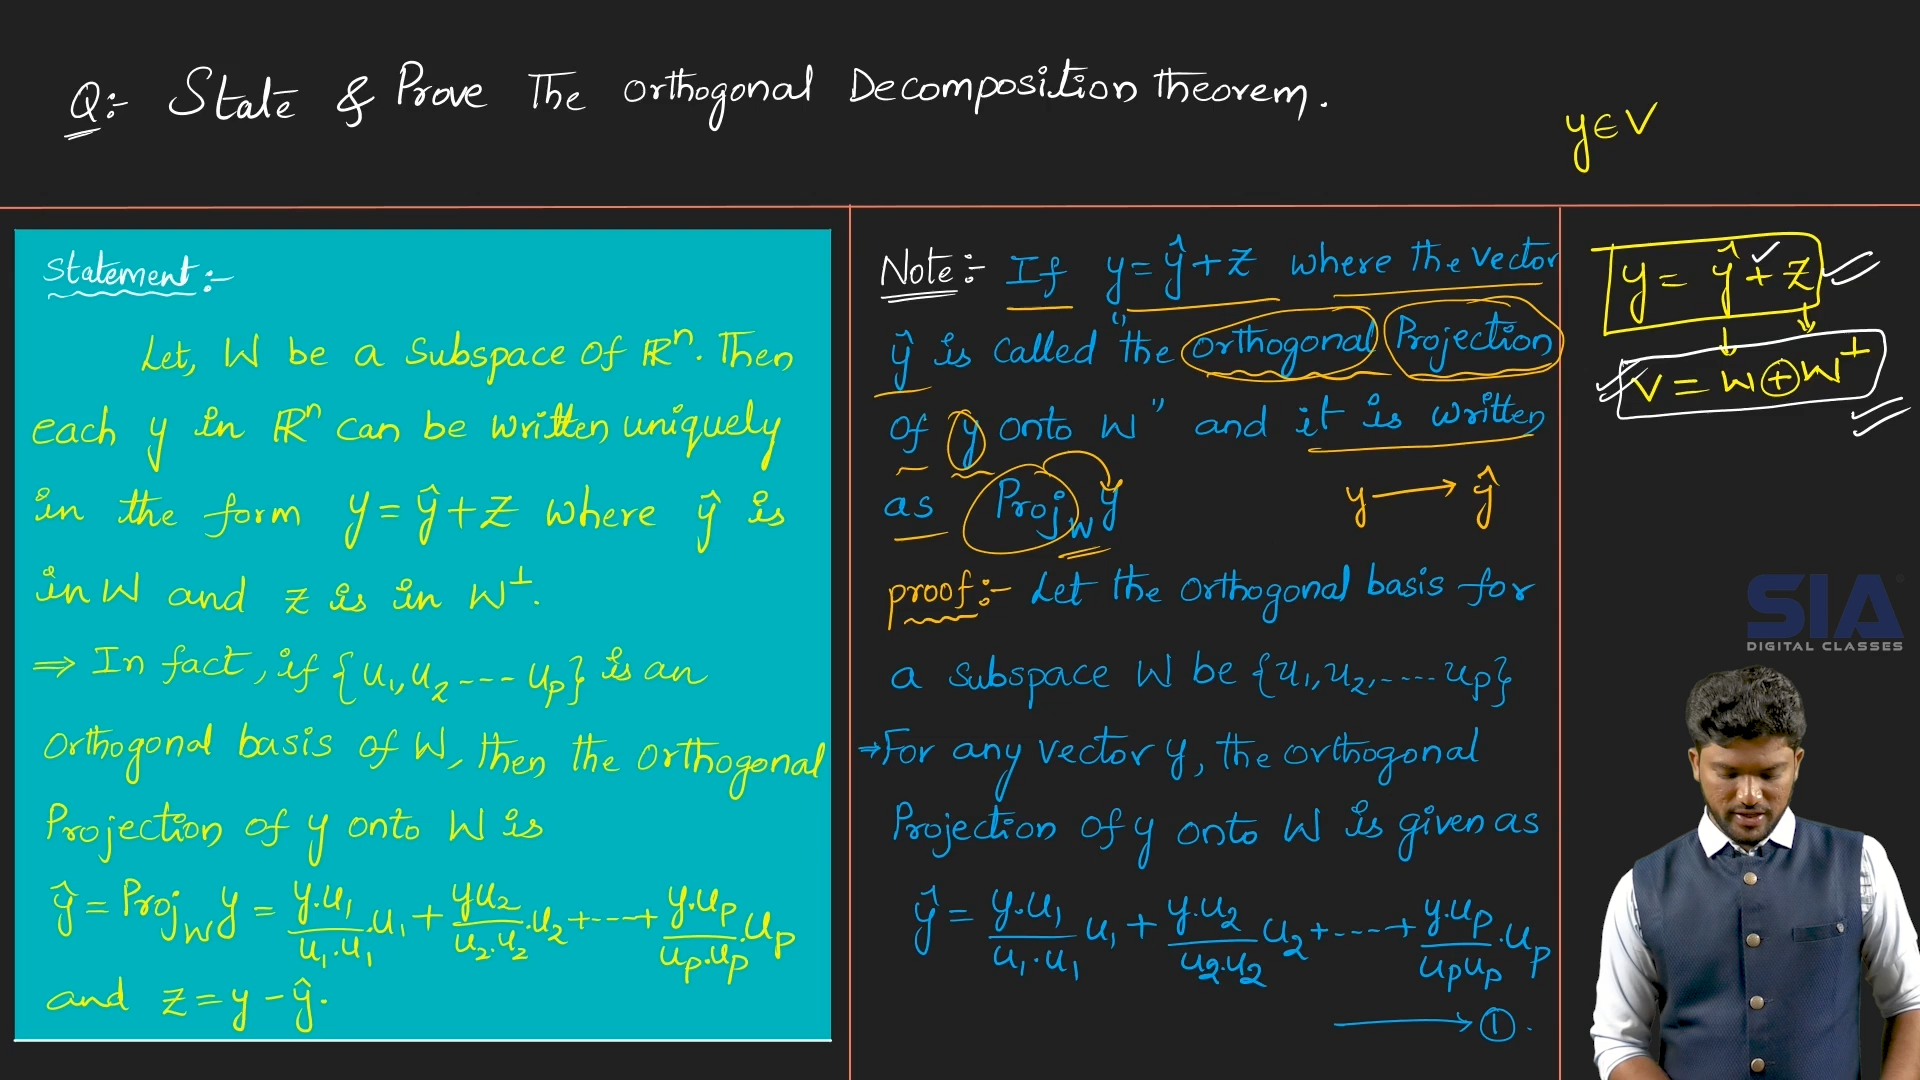 Q:- State & Prove The Orthogonal Decomposition theorem.
y∈V
Statement:-
Let, W be a Subspace of ℝⁿ. Then
each y in ℝⁿ can be written uniquely
in the form y = ŷ + z where ŷ is
in W and z is in W⊥.
⇒ In fact, if {u₁, u₂ ---- uₚ} is an
Orthogonal basis of W, then the orthogonal
Projection of y onto W is
ŷ = Proj_W y = y.u₁/u₁.u₁ .u₁ + yu₂/u₂.u₂ .u₂ + ---- + y.uₚ/uₚ.uₚ .uₚ
and z = y - ŷ.
Note:- If y = ŷ + z where the vector
ŷ is called "the orthogonal Projection
of y onto W" and it is written
as Proj_W y
y → ŷ
proof:- Let the orthogonal basis for
a subspace W be {u₁, u₂, ---- uₚ}
→For any vector y, the orthogonal
Projection of y onto W is given as
ŷ = y.u₁/u₁.u₁ u₁ + y.u₂/u₂.u₂ u₂ + ---- + y.uₚ/uₚuₚ .uₚ
→ ①.
y = ŷ + z
V = W ⊕ W⊥
SIA
DIGITAL CLASSES